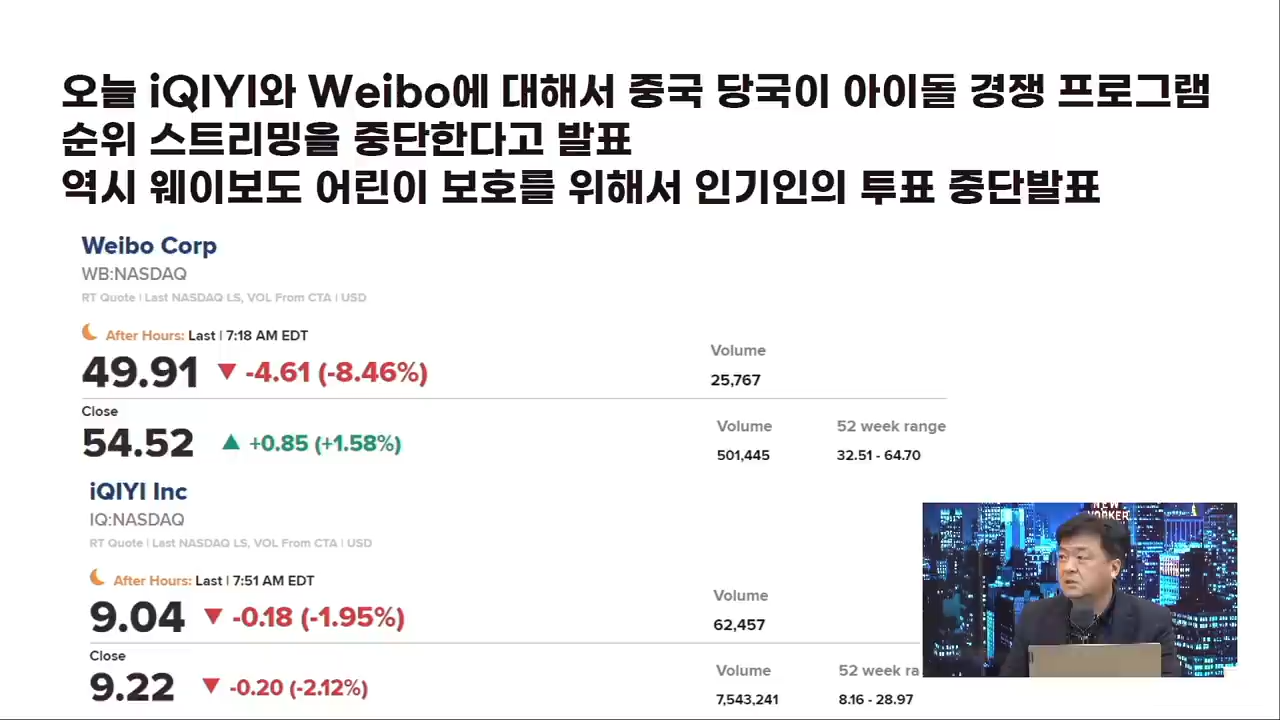 오늘 iQIYI와 Weibo에 대해서 중국 당국이 아이돌 경쟁 프로그램
순위 스트리밍을 중단한다고 발표
역시 웨이보도 어린이 보호를 위해서 인기인의 투표 중단발표
Weibo Corp
WB:NASDAQ
RT Quote | Last NASDAQ LS, VOL From CTA | USD
After Hours: Last | 7:18 AM EDT
49.91 ▼ -4.61 (-8.46%)
Volume
25,767
Close
54.52 ▲ +0.85 (+1.58%)
Volume 52 week range
501,445 32.51 - 64.70
iQIYI Inc
IQ:NASDAQ
RT Quote | Last NASDAQ LS, VOL From CTA | USD
After Hours: Last | 7:51 AM EDT
9.04 ▼ -0.18 (-1.95%)
Volume
62,457
Close
9.22 ▼ -0.20 (-2.12%)
Volume 52 week ra
7,543,241 8.16 - 28.97
NEW
YORKER